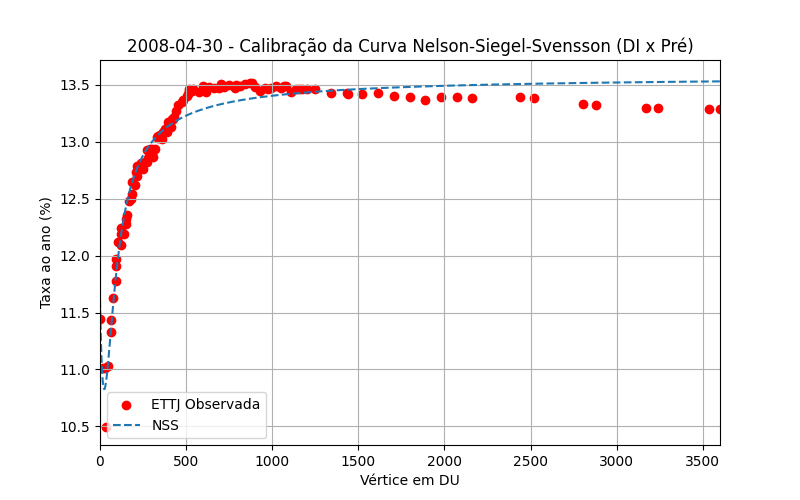 2008-04-30 - Calibração da Curva Nelson-Siegel-Svensson (DI x Pré)
Taxa ao ano (%)
13.5
13.0
12.5
12.0
11.5
11.0
10.5
ETTJ Observada
NSS
0 500 1000 1500 2000 2500 3000 3500
Vértice em DU